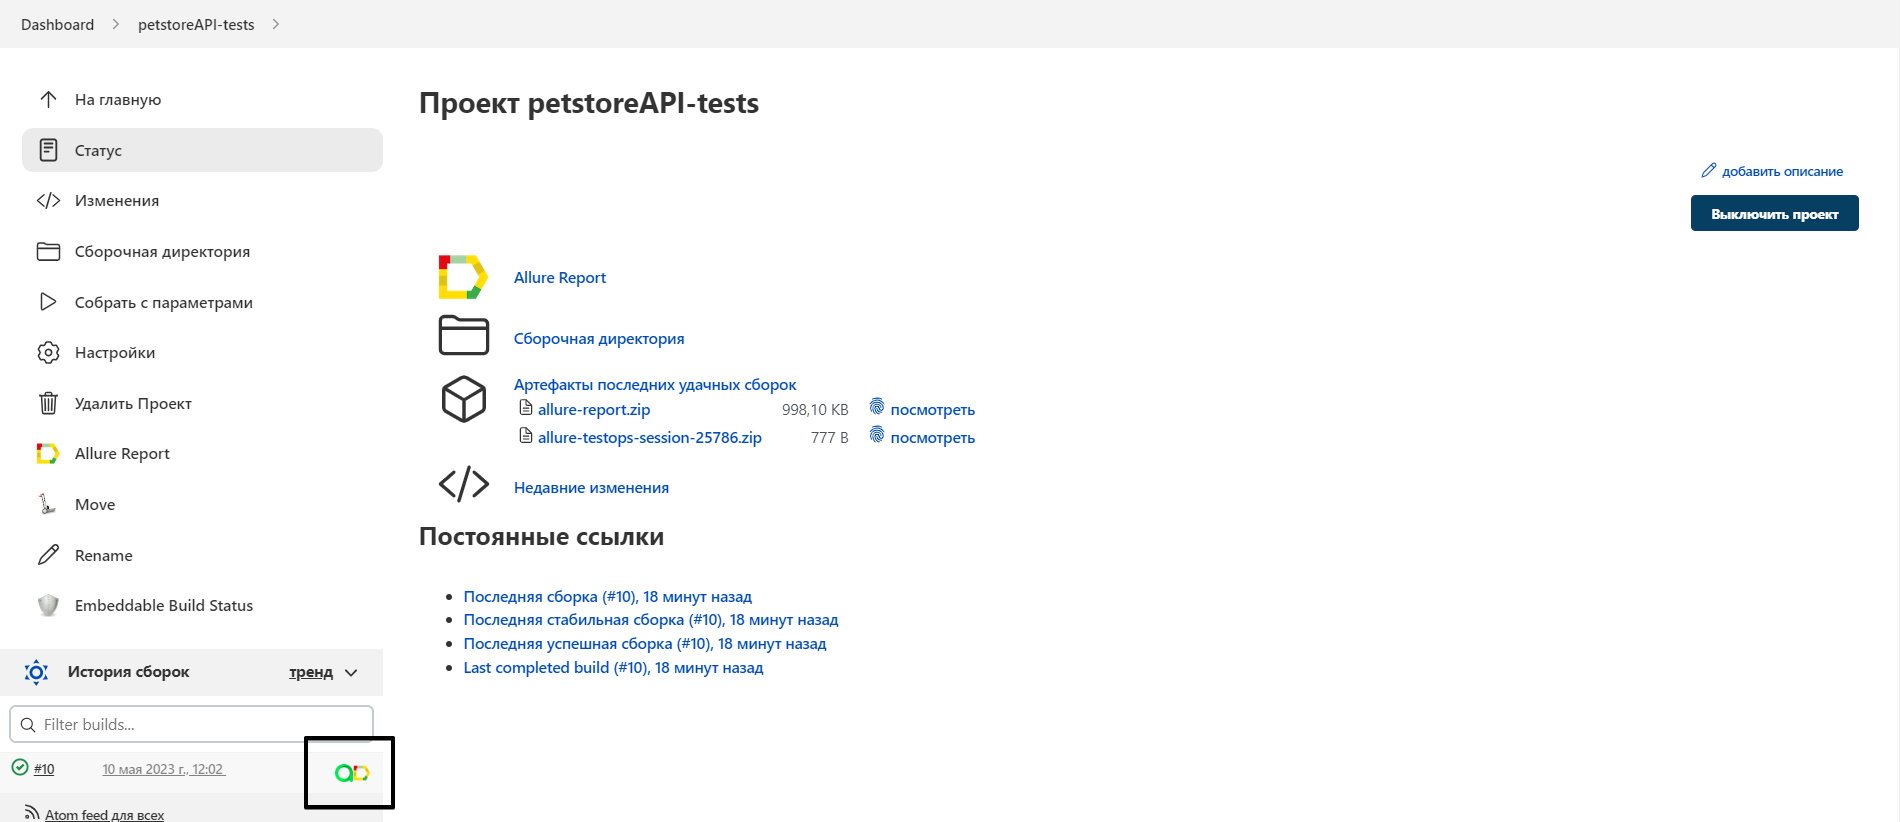 Dashboard petstoreAPI-tests
На главную
Статус
Изменения
Сборочная директория
Собрать с параметрами
Настройки
Удалить Проект
Allure Report
Move
Rename
Embeddable Build Status
История сборок тренд
Filter builds...
#10 10 мая 2023 г., 12:02
Atom feed для всех
Проект petstoreAPI-tests
добавить описание
Выключить проект
Allure Report
Сборочная директория
Артефакты последних удачных сборок
allure-report.zip 998,10 KB посмотреть
allure-testops-session-25786.zip 777 B посмотреть
Недавние изменения
Постоянные ссылки
Последняя сборка (#10), 18 минут назад
Последняя стабильная сборка (#10), 18 минут назад
Последняя успешная сборка (#10), 18 минут назад
Last completed build (#10), 18 минут назад